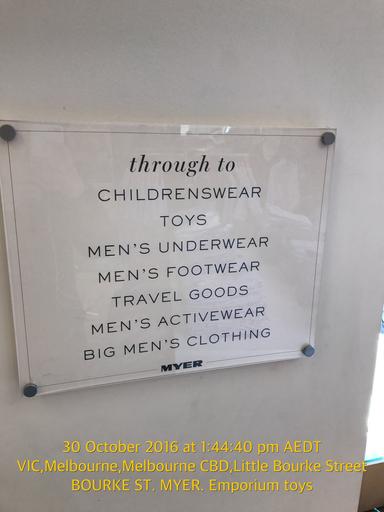 through to
CHILDRENSWEAR
TOYS
MEN'S UNDERWEAR
MEN'S FOOTWEAR
TRAVEL GOODS
MEN'S ACTIVEWEAR
BIG MEN'S CLOTHING
MYER
30 October 2016 at 1:44:40 pm AEDT
VIC,Melbourne,Melbourne CBD,Little Bourke Street
BOURKE ST. MYER. Emporium toys